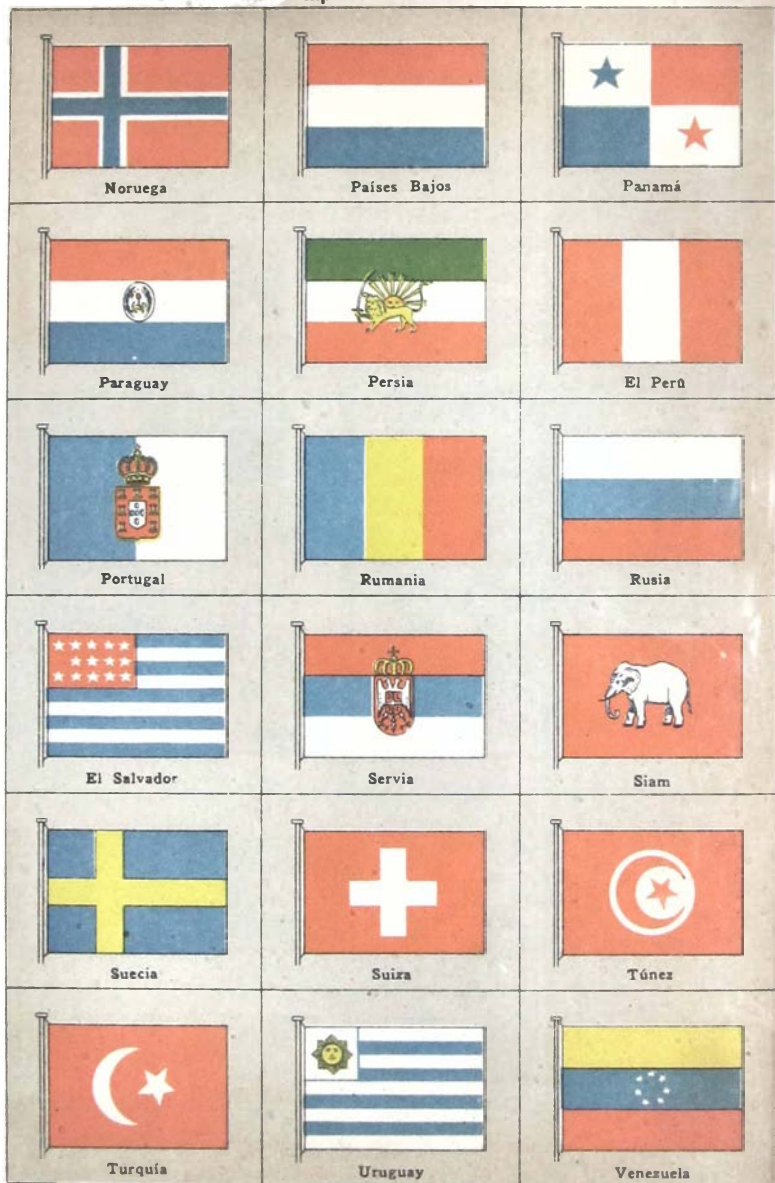 Noruega
Países Bajos
Panamá
Paraguay
Persia
El Perú
Portugal
Rumania
Rusia
El Salvador
Servia
Siam
Suecia
Suiza
Túnez
Turquía
Uruguay
Venezuela